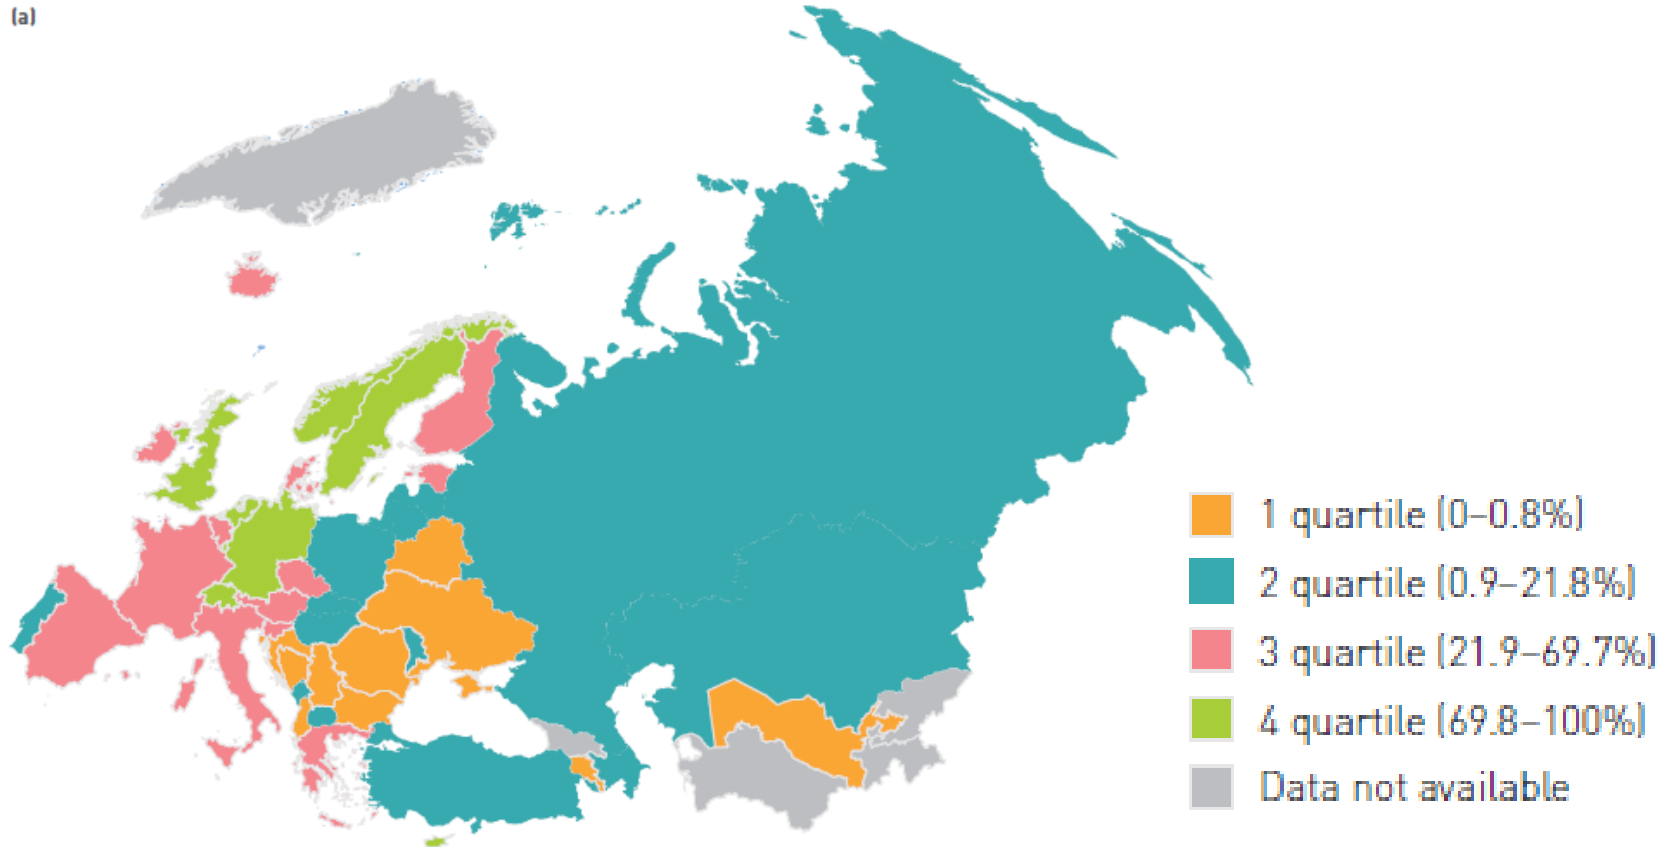 (a)
1 quartile (0–0.8%)
2 quartile (0.9–21.8%)
3 quartile (21.9–69.7%)
4 quartile (69.8–100%)
Data not available